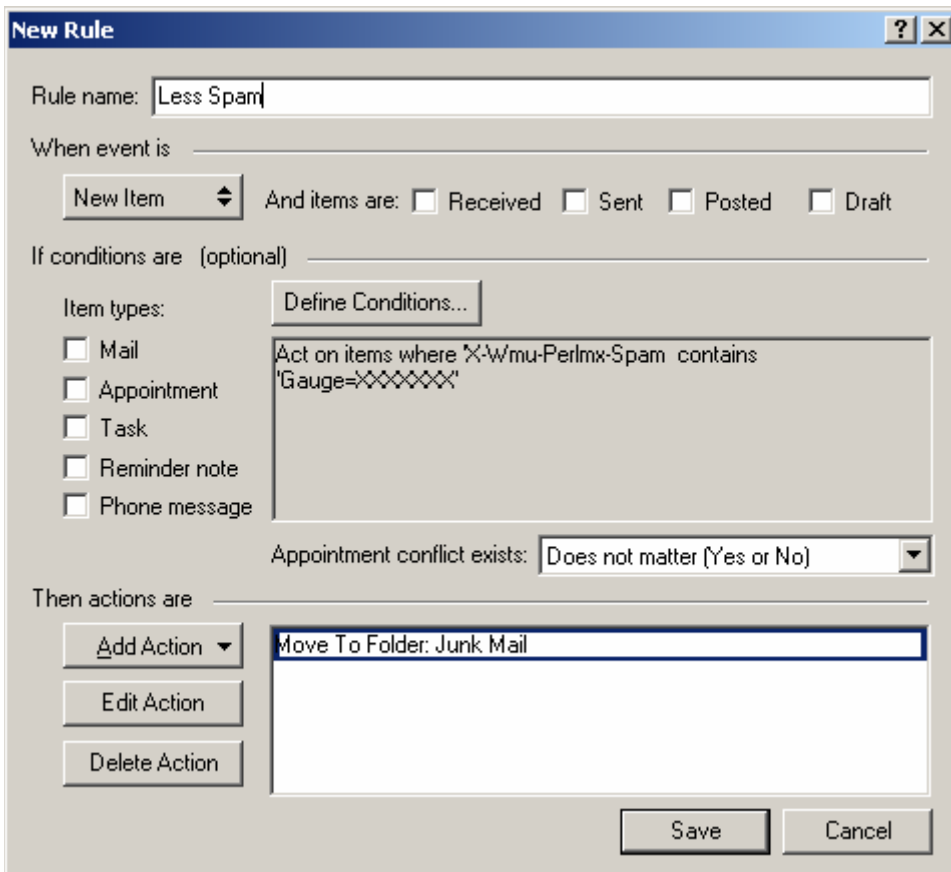 New Rule
Rule name: Less Spam
When event is
New Item And items are: Received Sent Posted Draft
If conditions are (optional)
Item types: Define Conditions...
Mail
Appointment
Task
Reminder note
Phone message
Act on items where 'X-Wmu-Perlmx-Spam contains
'Gauge=XXXXXXX'
Appointment conflict exists: Does not matter (Yes or No)
Then actions are
Add Action
Edit Action
Delete Action
Move To Folder: Junk Mail
Save Cancel